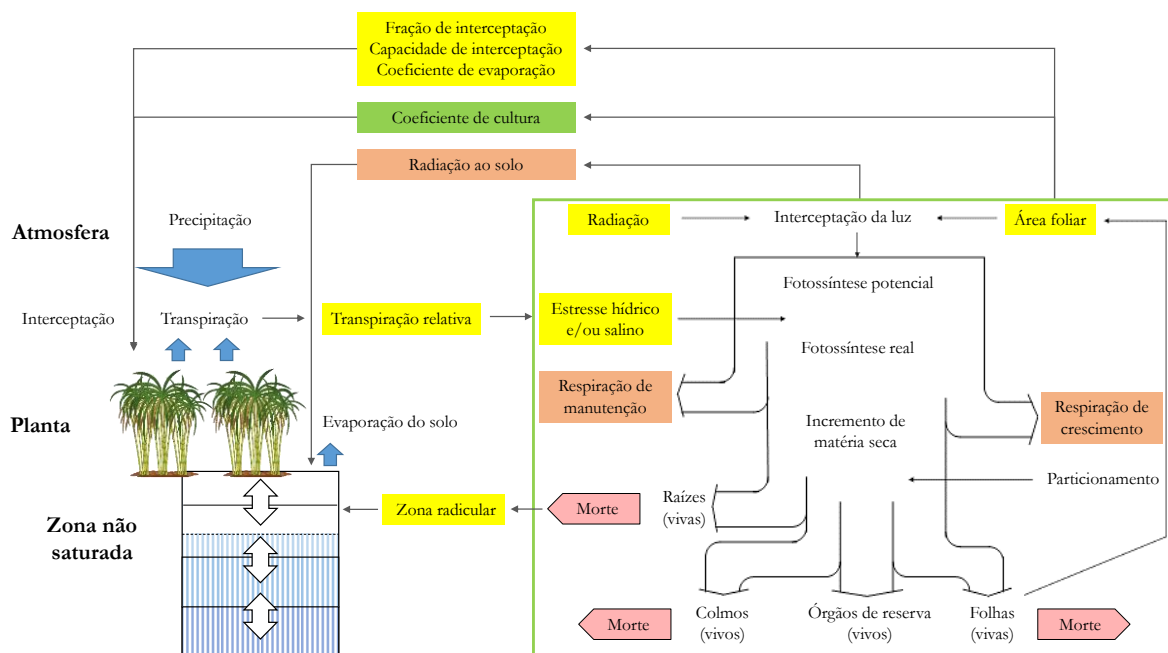 Fração de interceptação
Capacidade de interceptação
Coeficiente de evaporação
Coeficiente de cultura
Radiação ao solo
Atmosfera
Precipitação
Radiação
Interceptação da luz
Área foliar
Fotossíntese potencial
Interceptação
Transpiração
Transpiração relativa
Estresse hídrico
e/ou salino
Fotossíntese real
Respiração de
manutenção
Respiração de
crescimento
Planta
Evaporação do solo
Incremento de
matéria seca
Particionamento
Zona não
saturada
Zona radicular
Morte
Raízes
(vivas)
Morte
Colmos
(vivos)
Órgãos de reserva
(vivos)
Folhas
(vivas)
Morte